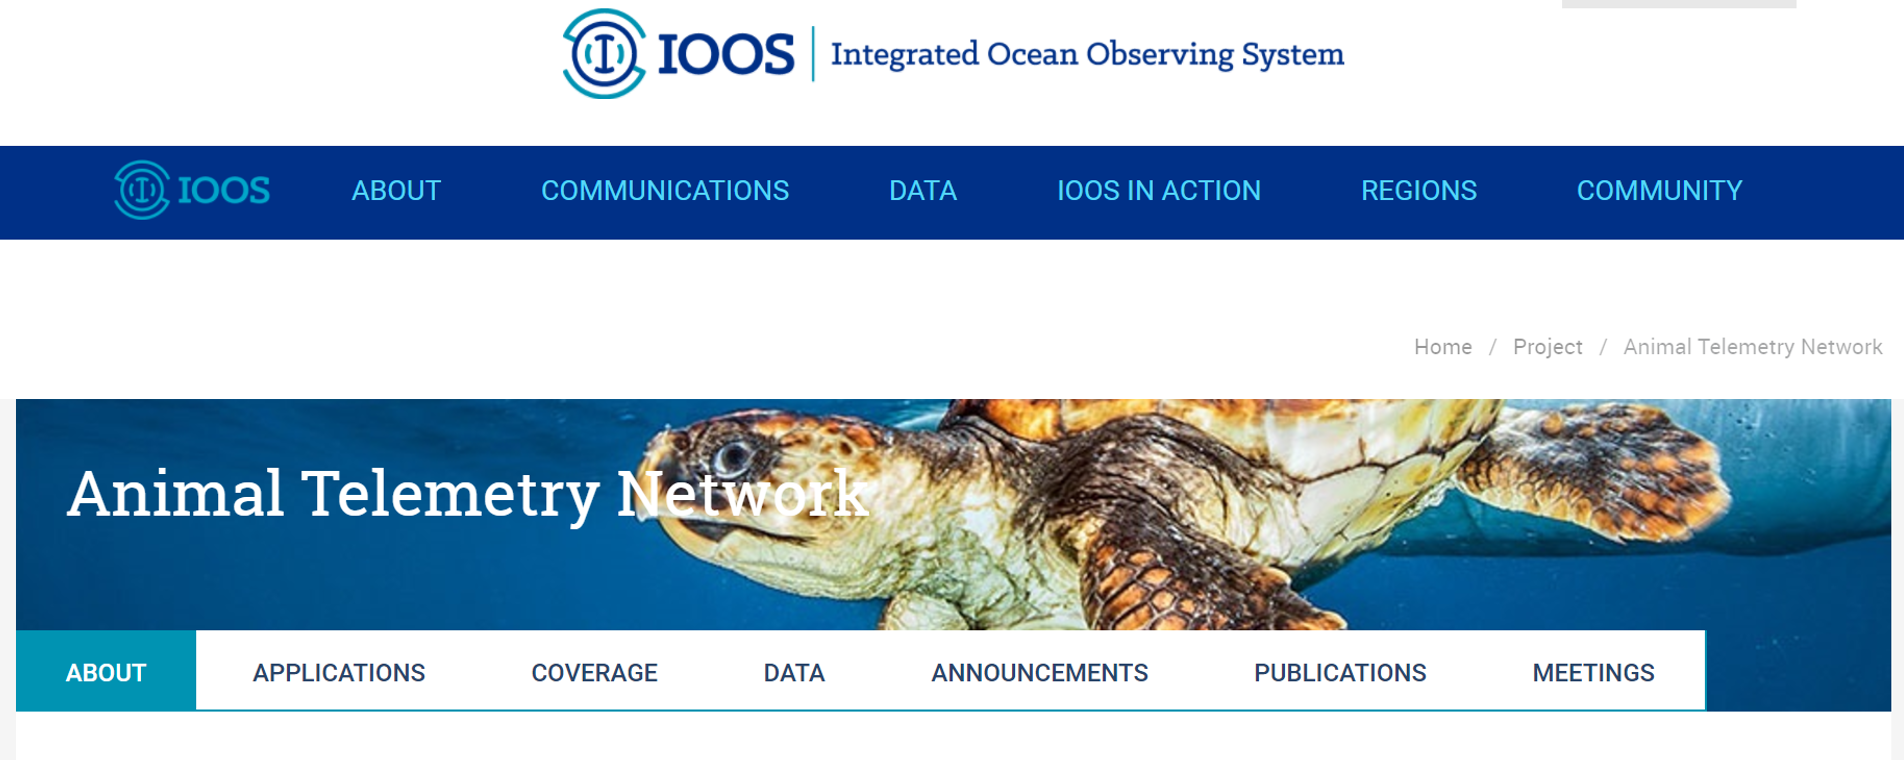 IOOS Integrated Ocean Observing System
IOOS ABOUT COMMUNICATIONS DATA IOOS IN ACTION REGIONS COMMUNITY
Home / Project / Animal Telemetry Network
Animal Telemetry Network
ABOUT APPLICATIONS COVERAGE DATA ANNOUNCEMENTS PUBLICATIONS MEETINGS